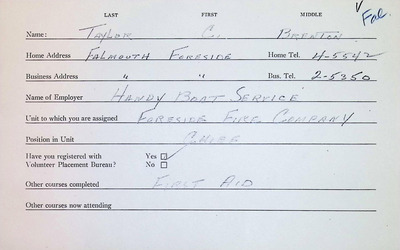 LAST FIRST MIDDLE
Fal.
Name: Taylor C. Brenton
Home Address Falmouth Foreside Home Tel. 4-5542
Business Address " " Bus. Tel. 2-5350
Name of Employer Handy Boat Service
Unit to which you are assigned Foreside Fire Company
Position in Unit
Have you registered with Yes ☑
Volunteer Placement Bureau? No ☐
Other courses completed First Aid
Other courses now attending